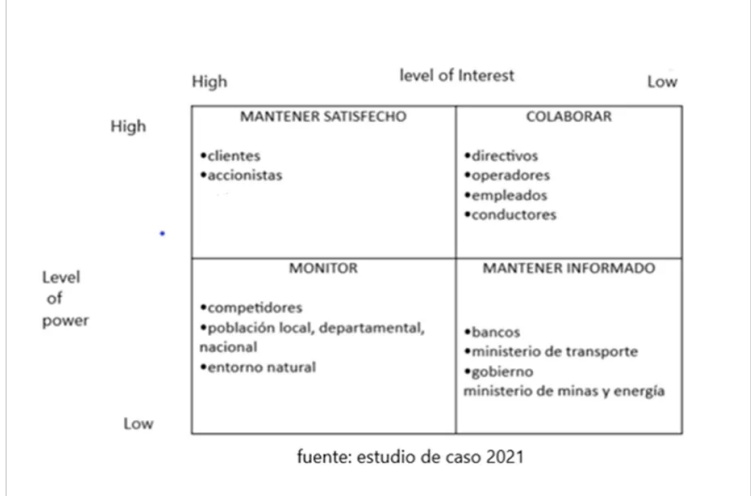 level of Interest
High
Low
High
MANTENER SATISFECHO
•clientes
•accionistas
COLABORAR
•directivos
•operadores
•empleados
•conductores
Level
of
power
MONITOR
•competidores
•población local, departamental,
nacional
•entorno natural
MANTENER INFORMADO
•bancos
•ministerio de transporte
•gobierno
ministerio de minas y energía
Low
fuente: estudio de caso 2021